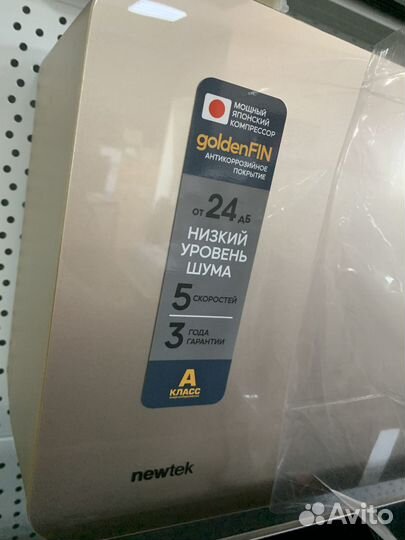 МОЩНЫЙ
ЯПОНСКИЙ
КОМПРЕССОР
goldenFIN
АНТИКОРРОЗИЙНОЕ
ПОКРЫТИЕ
ОТ 24 ДБ
НИЗКИЙ
УРОВЕНЬ
ШУМА
5 СКОРОСТЕЙ
3 ГОДА
ГАРАНТИИ
A
КЛАСС
newtek
Avito